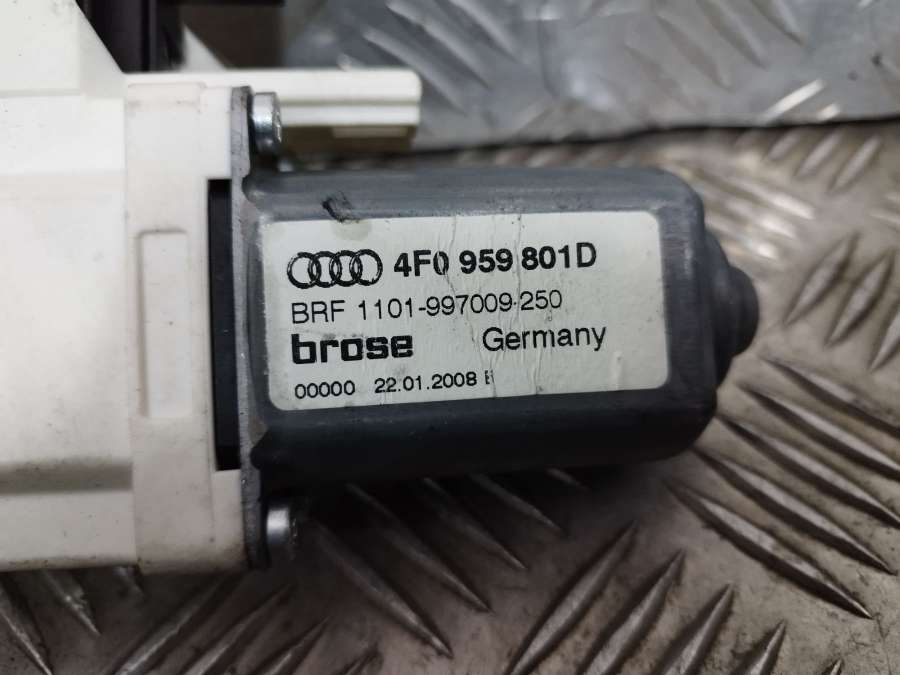 4F0 959 801D
BRF 1101-997009-250
brose Germany
00000 22.01.2008